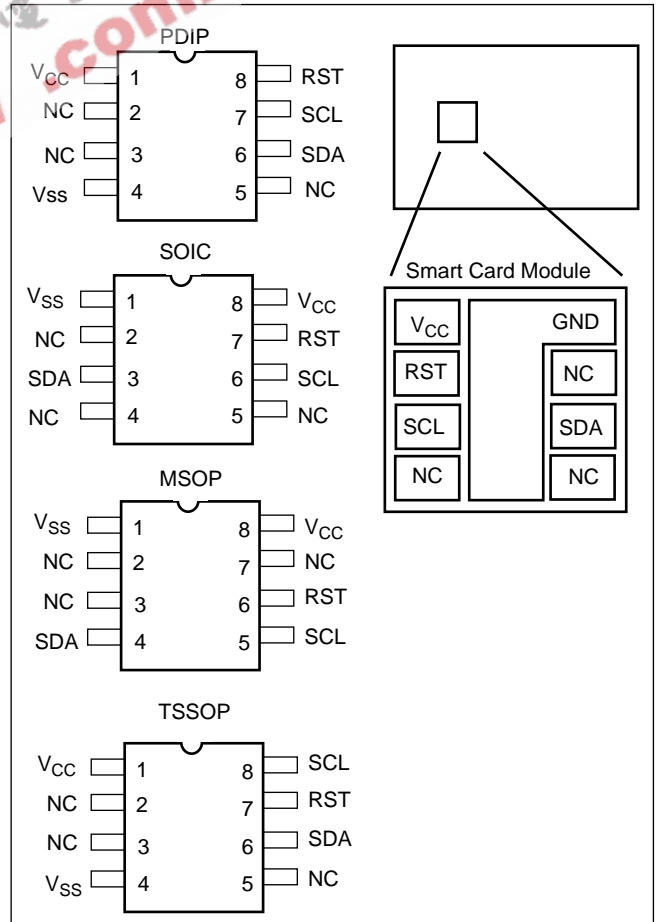 .com
PDIP
VCC 1 8 RST
NC 2 7 SCL
NC 3 6 SDA
Vss 4 5 NC
SOIC
VSS 1 8 VCC
NC 2 7 RST
SDA 3 6 SCL
NC 4 5 NC
MSOP
VSS 1 8 VCC
NC 2 7 NC
NC 3 6 RST
SDA 4 5 SCL
TSSOP
VCC 1 8 SCL
NC 2 7 RST
NC 3 6 SDA
VSS 4 5 NC
Smart Card Module
VCC GND
RST NC
SCL SDA
NC NC